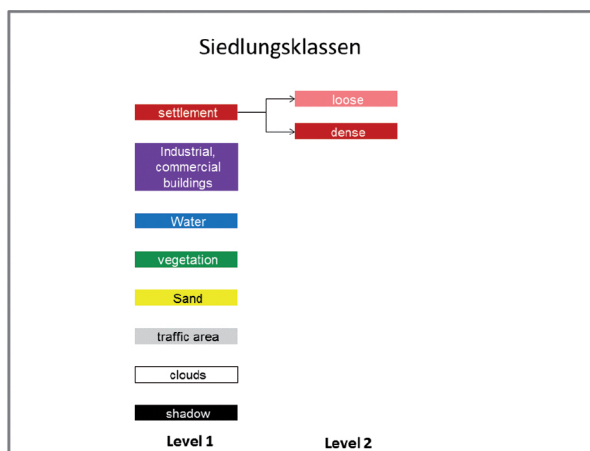 Siedlungsklassen
loose
settlement
dense
Industrial,
commercial
buildings
Water
vegetation
Sand
traffic area
clouds
shadow
Level 1
Level 2